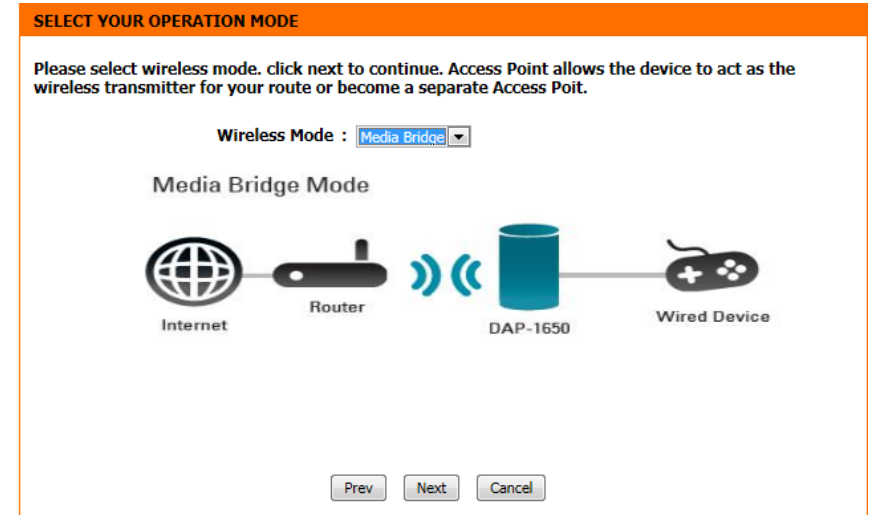 SELECT YOUR OPERATION MODE
Please select wireless mode. click next to continue. Access Point allows the device to act as the
wireless transmitter for your route or become a separate Access Poit.
Wireless Mode : Media Bridge
Media Bridge Mode
Internet
Router
DAP-1650
Wired Device
Prev Next Cancel